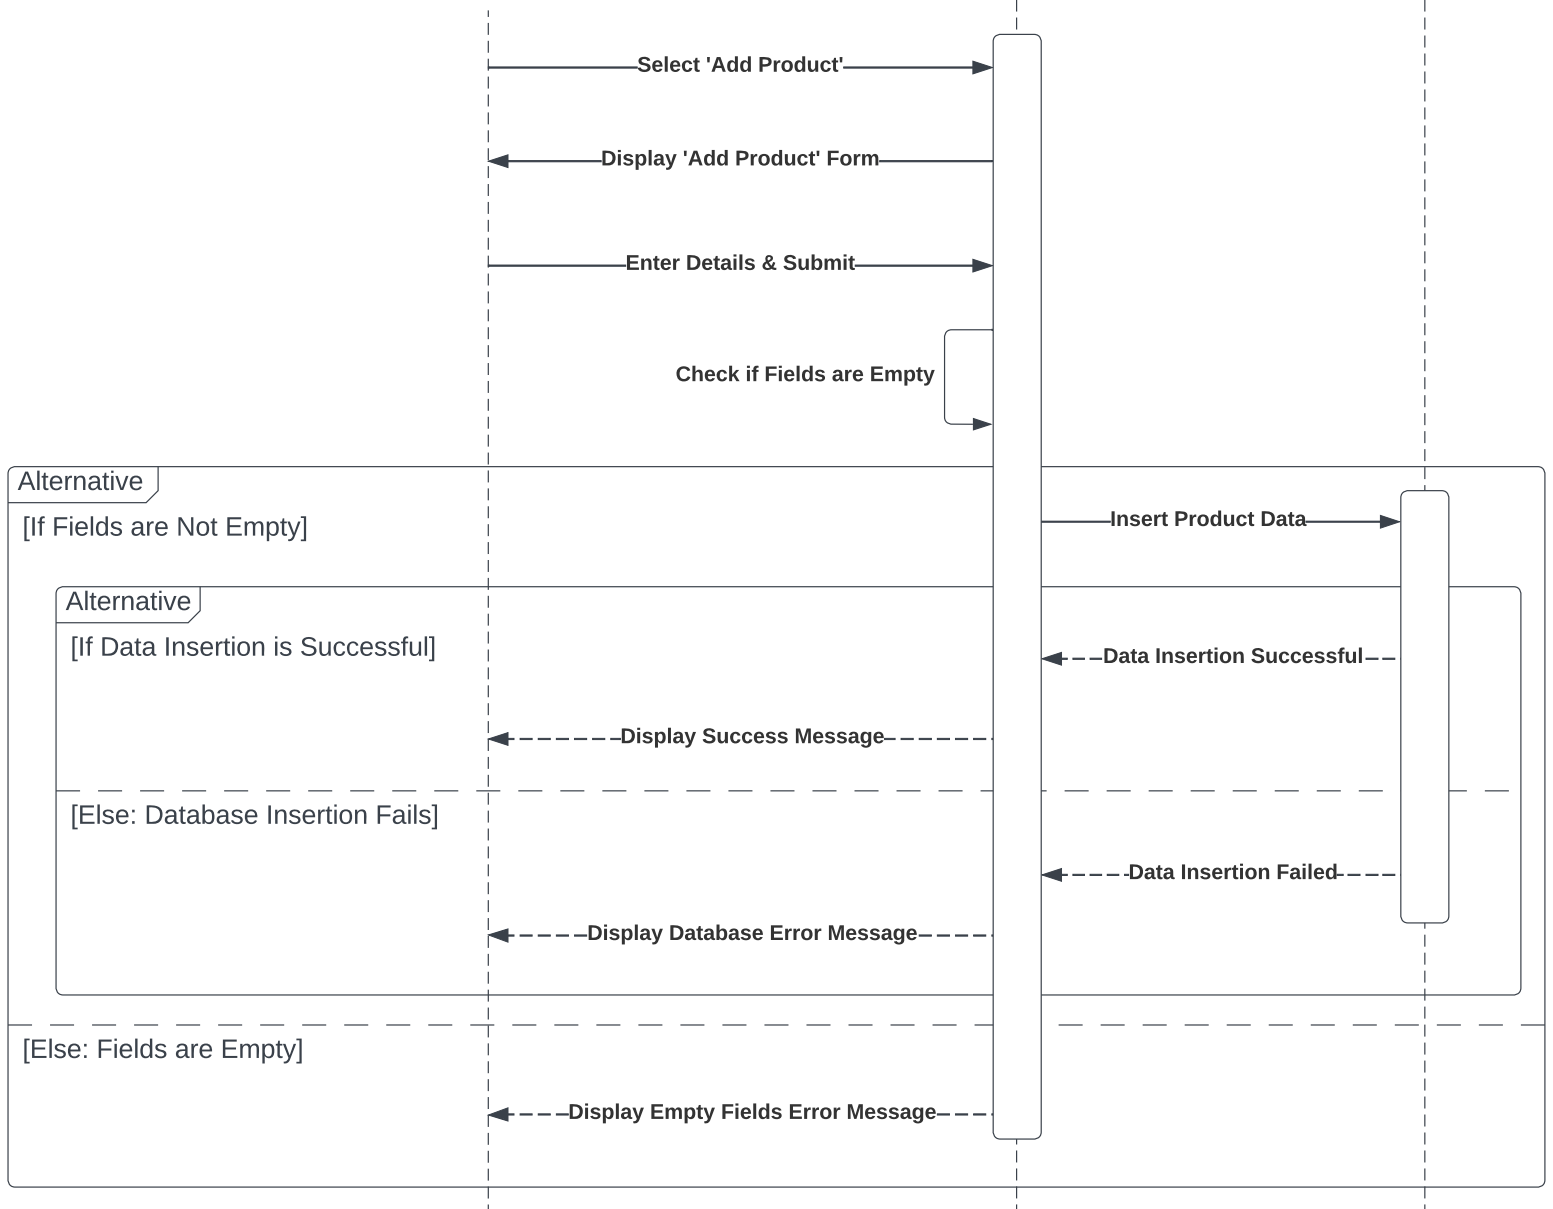 Select 'Add Product'
Display 'Add Product' Form
Enter Details & Submit
Check if Fields are Empty
Alternative
[If Fields are Not Empty]
Insert Product Data
Alternative
[If Data Insertion is Successful]
Data Insertion Successful
Display Success Message
[Else: Database Insertion Fails]
Data Insertion Failed
Display Database Error Message
[Else: Fields are Empty]
Display Empty Fields Error Message